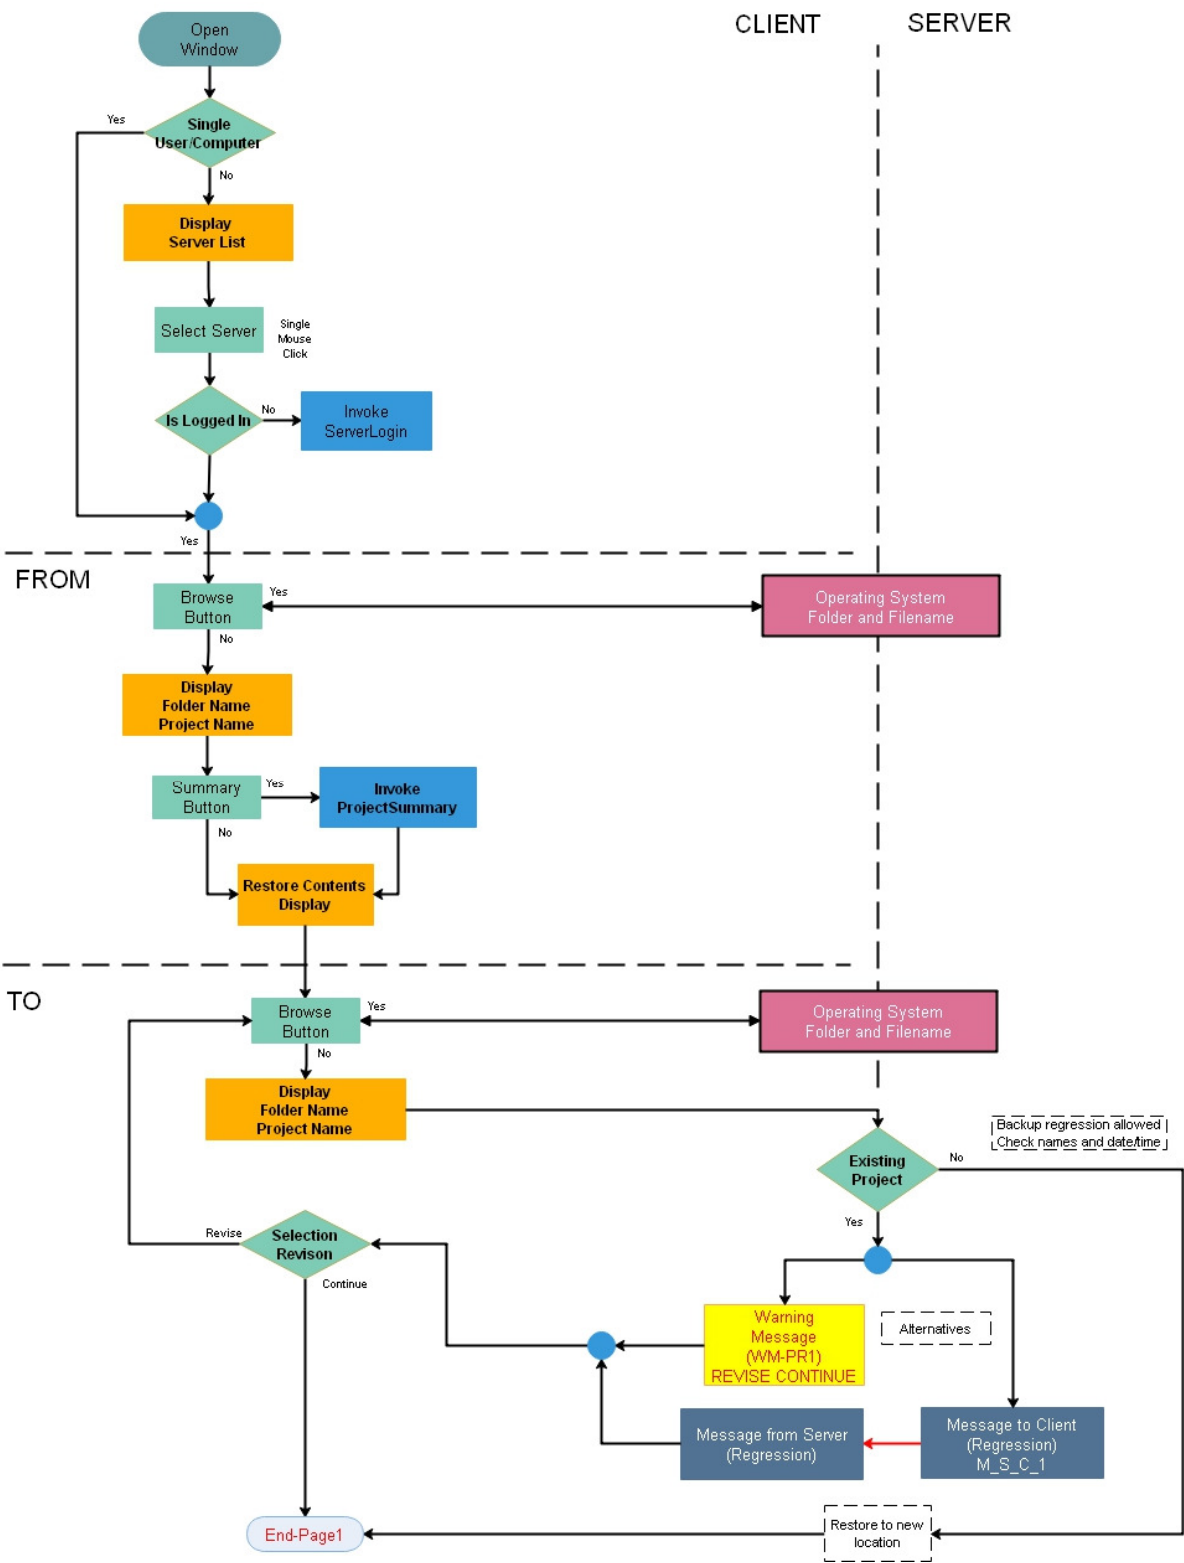 CLIENT
SERVER
Open
Window
Yes
Single
User/Computer
No
Display
Server List
Select Server
Single
Mouse
Click
Is Logged In
No
Invoke
ServerLogin
Yes
FROM
Browse
Button
Yes
Operating System
Folder and Filename
No
Display
Folder Name
Project Name
Summary
Button
Yes
Invoke
ProjectSummary
No
Restore Contents
Display
TO
Browse
Button
Yes
Operating System
Folder and Filename
No
Display
Folder Name
Project Name
Backup regression allowed
Check names and date/time
Existing
Project
No
Yes
Revise
Selection
Revison
Continue
Warning
Message
(WM-PR1)
REVISE CONTINUE
Alternatives
Message from Server
(Regression)
Message to Client
(Regression)
M_S_C_1
End-Page1
Restore to new
location